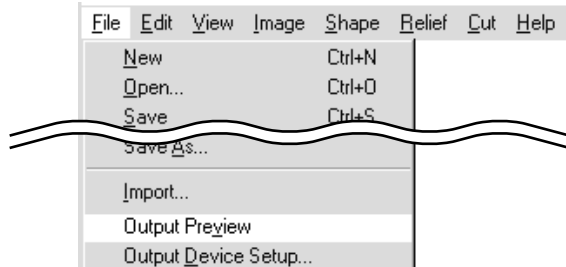 File Edit View Image Shape Relief Cut Help
New Ctrl+N
Open... Ctrl+O
Save Ctrl+S
Save As...
Import...
Output Preview
Output Device Setup...